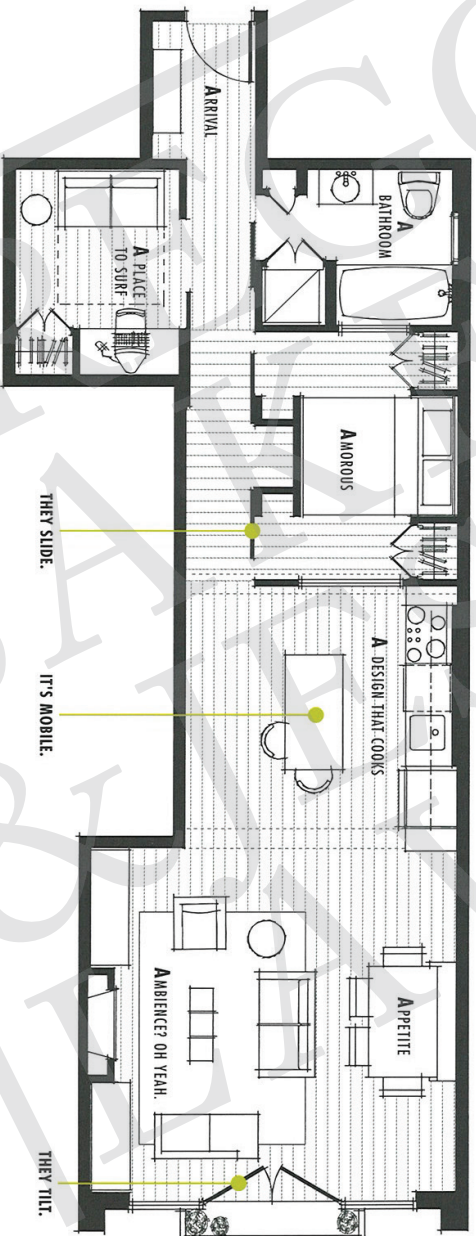 ARRIVAL
A
BATHROOM
A PLACE
TO SURF
AMOROUS
THEY SLIDE.
A DESIGN THAT COOKS
IT'S MOBILE.
APPETITE
AMBIENCE? OH YEAH.
THEY TILT.